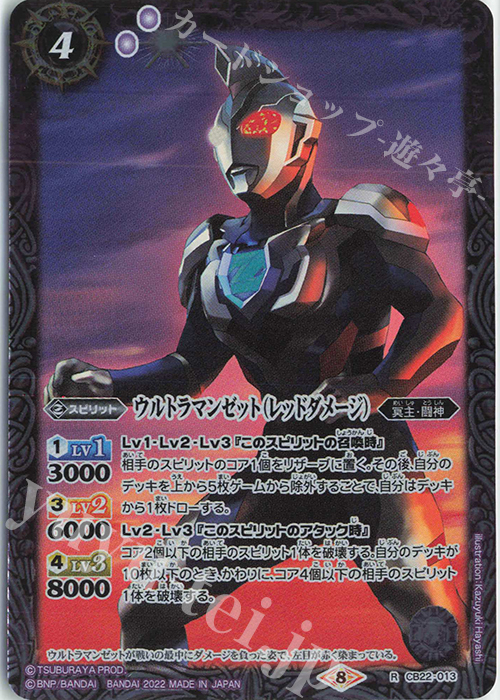 4
カードショップ-遊々亭-
スピリット
ウルトラマンゼット(レッドダメージ)
めいしゅ とうしん
冥主・闘神
1 LV1
3000
3 LV2
6000
4 LV3
8000
Lv1・Lv2・Lv3『このスピリットの召喚時』
相手のスピリットのコア1個をリザーブに置く。その後、自分の
デッキを上から5枚ゲームから除外することで、自分はデッキ
から1枚ドローする。
Lv2・Lv3『このスピリットのアタック時』
コア2個以下の相手のスピリット1体を破壊する。自分のデッキが
10枚以下のとき、かわりに、コア4個以下の相手のスピリット
1体を破壊する。
yuyu-tei.jp
Illustration:Kazuyuki Hayashi
ウルトラマンゼットが戦いの最中にダメージを負った姿で、左目が赤く染まっている。
©TSUBURAYA PROD.
©BNP/BANDAI BANDAI 2022 MADE IN JAPAN
8
R CB22-013